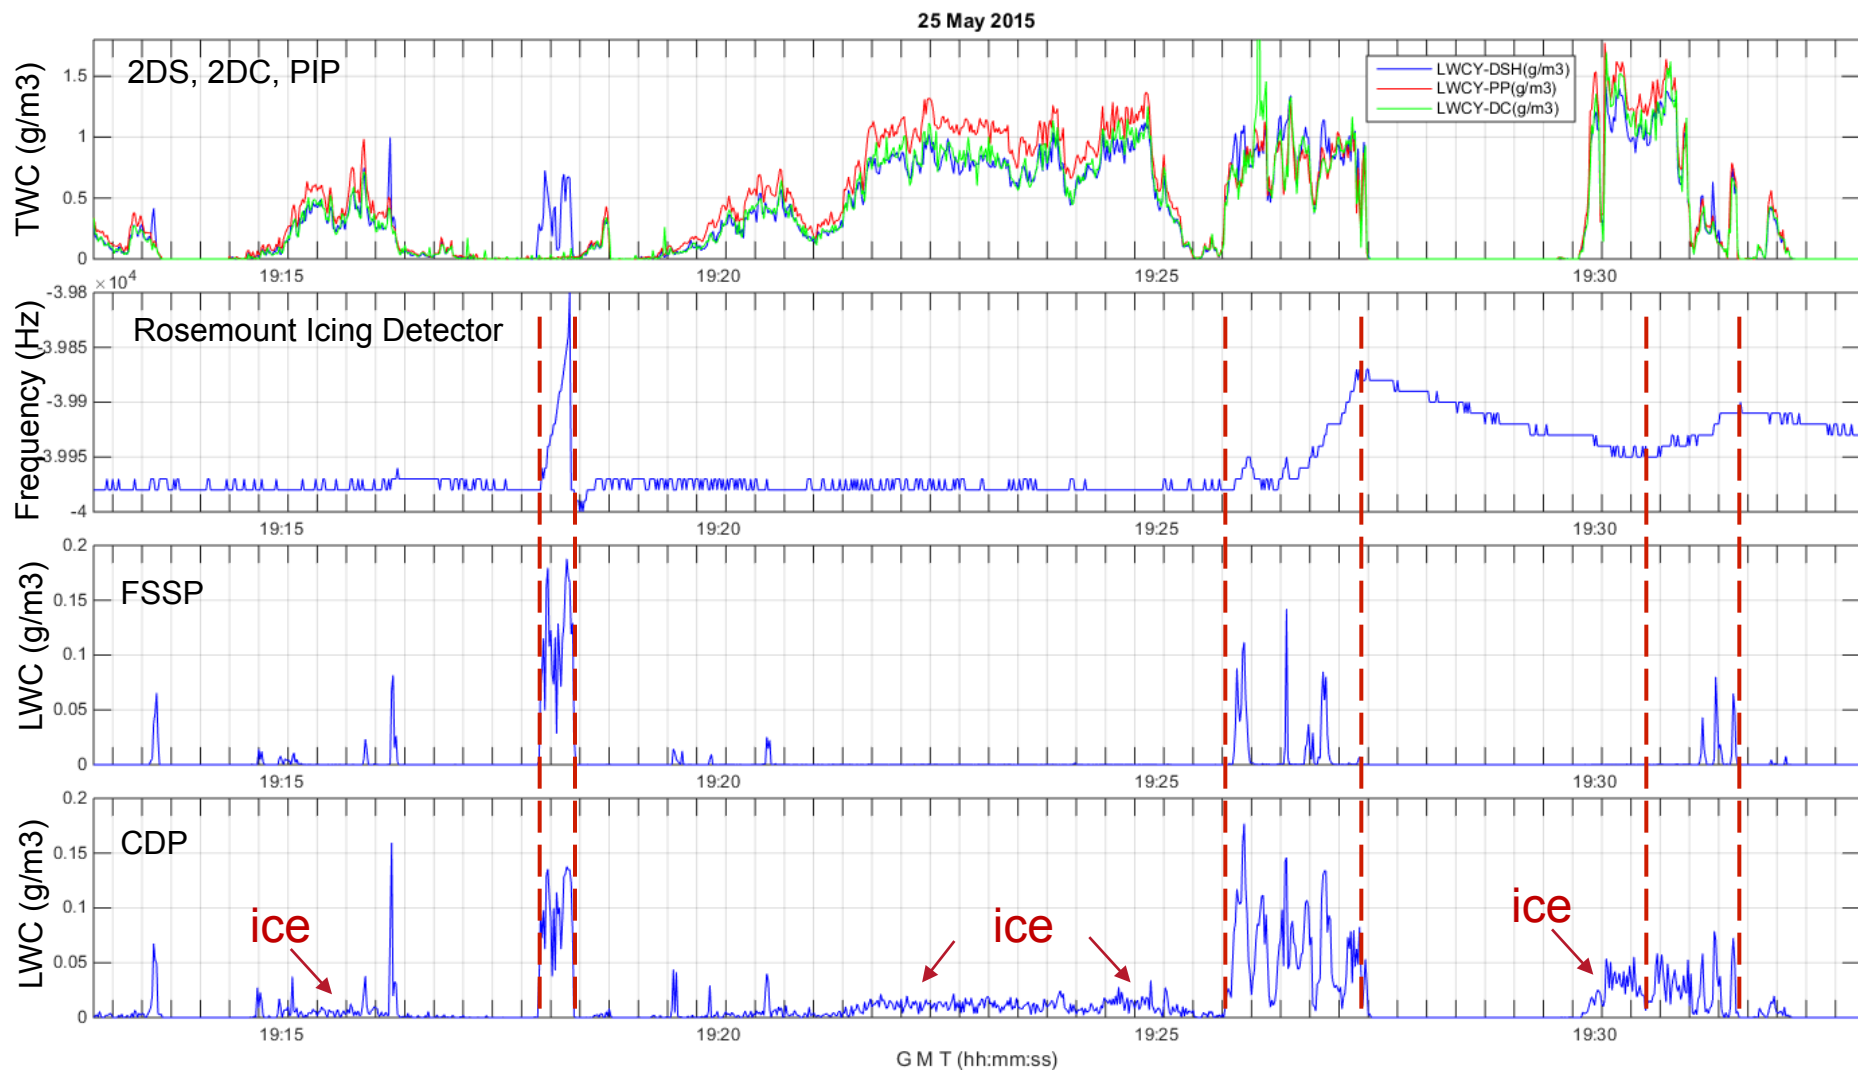 25 May 2015
2DS, 2DC, PIP
LWCY-DSH(g/m3)
LWCY-PP(g/m3)
LWCY-DC(g/m3)
TWC (g/m3)
1.5
1
0.5
0
19:15
19:20
19:25
19:30
× 10^4
Rosemount Icing Detector
Frequency (Hz)
-3.98
-3.985
-3.99
-3.995
-4
19:15
19:20
19:25
19:30
FSSP
LWC (g/m3)
0.2
0.15
0.1
0.05
0
19:15
19:20
19:25
19:30
CDP
LWC (g/m3)
0.2
0.15
0.1
0.05
0
ice
ice
ice
19:15
19:20
19:25
19:30
G M T (hh:mm:ss)